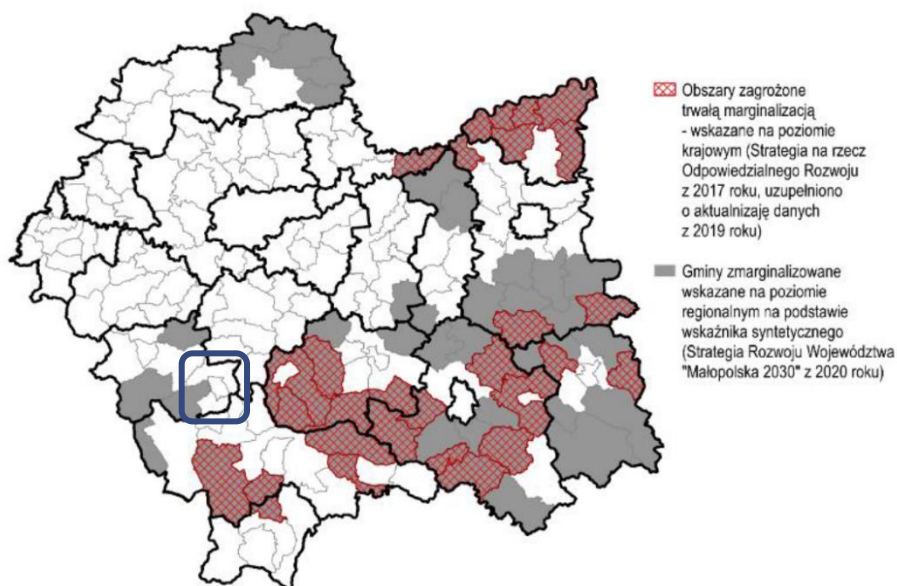 Obszary zagrożone
trwałą marginalizacją
- wskazane na poziomie
krajowym (Strategia na rzecz
Odpowiedzialnego Rozwoju
z 2017 roku, uzupełniono
o aktualnizaję danych
z 2019 roku)
Gminy zmarginalizowane
wskazane na poziomie
regionalnym na podstawie
wskaźnika syntetycznego
(Strategia Rozwoju Województwa
"Małopolska 2030" z 2020 roku)